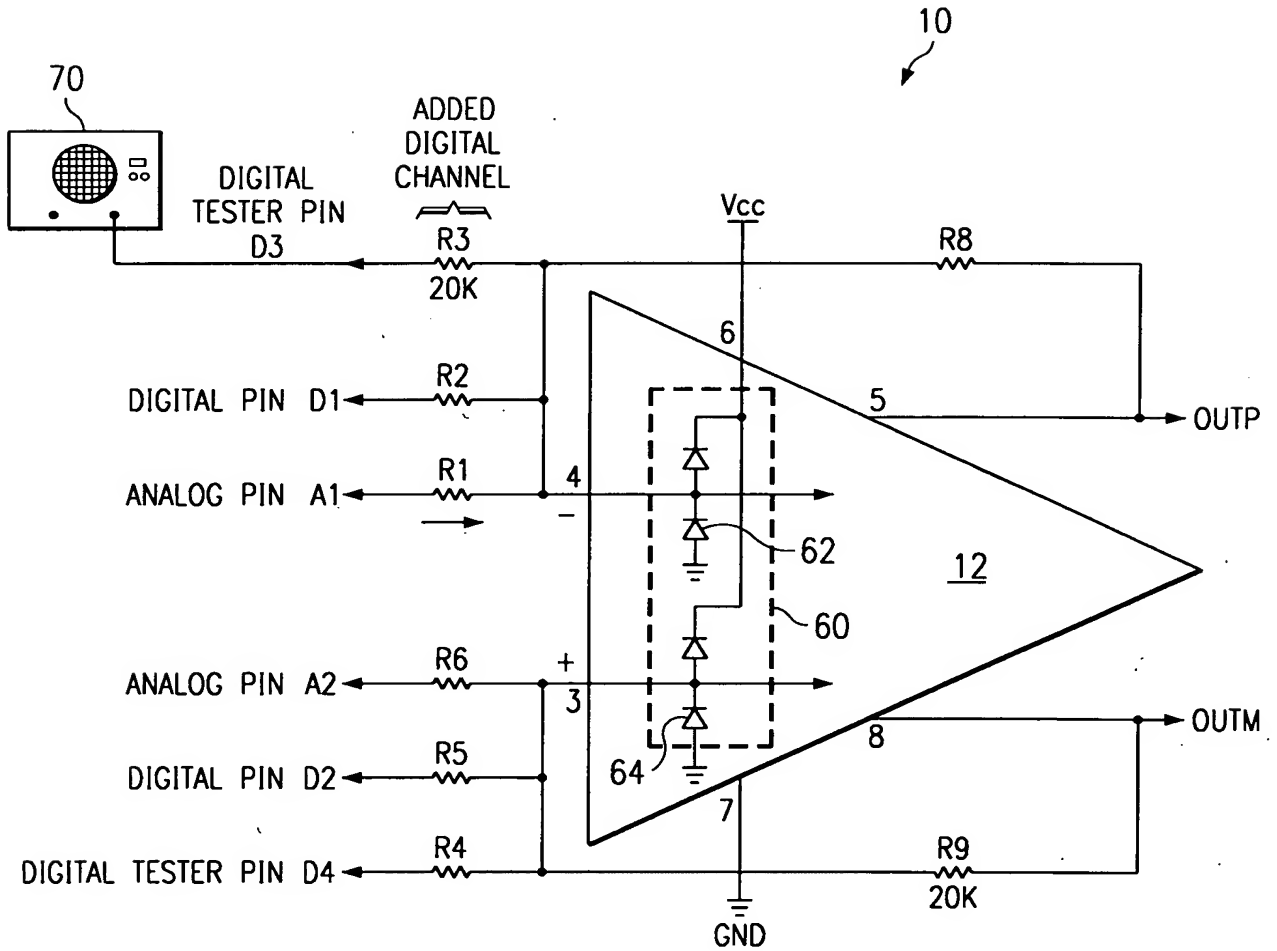 10
70
ADDED
DIGITAL
CHANNEL
DIGITAL
TESTER PIN
D3
R3
20K
Vcc
R8
6
DIGITAL PIN D1
R2
5
OUTP
ANALOG PIN A1
R1
4
-
62
12
60
ANALOG PIN A2
R6
+
3
8
OUTM
DIGITAL PIN D2
R5
64
7
DIGITAL TESTER PIN D4
R4
R9
20K
GND